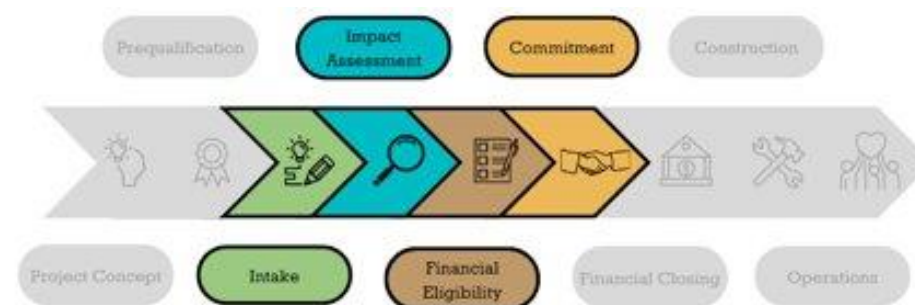 Prequalification
Impact
Assessment
Commitment
Construction
Project Concept
Intake
Financial
Eligibility
Financial Closing
Operations